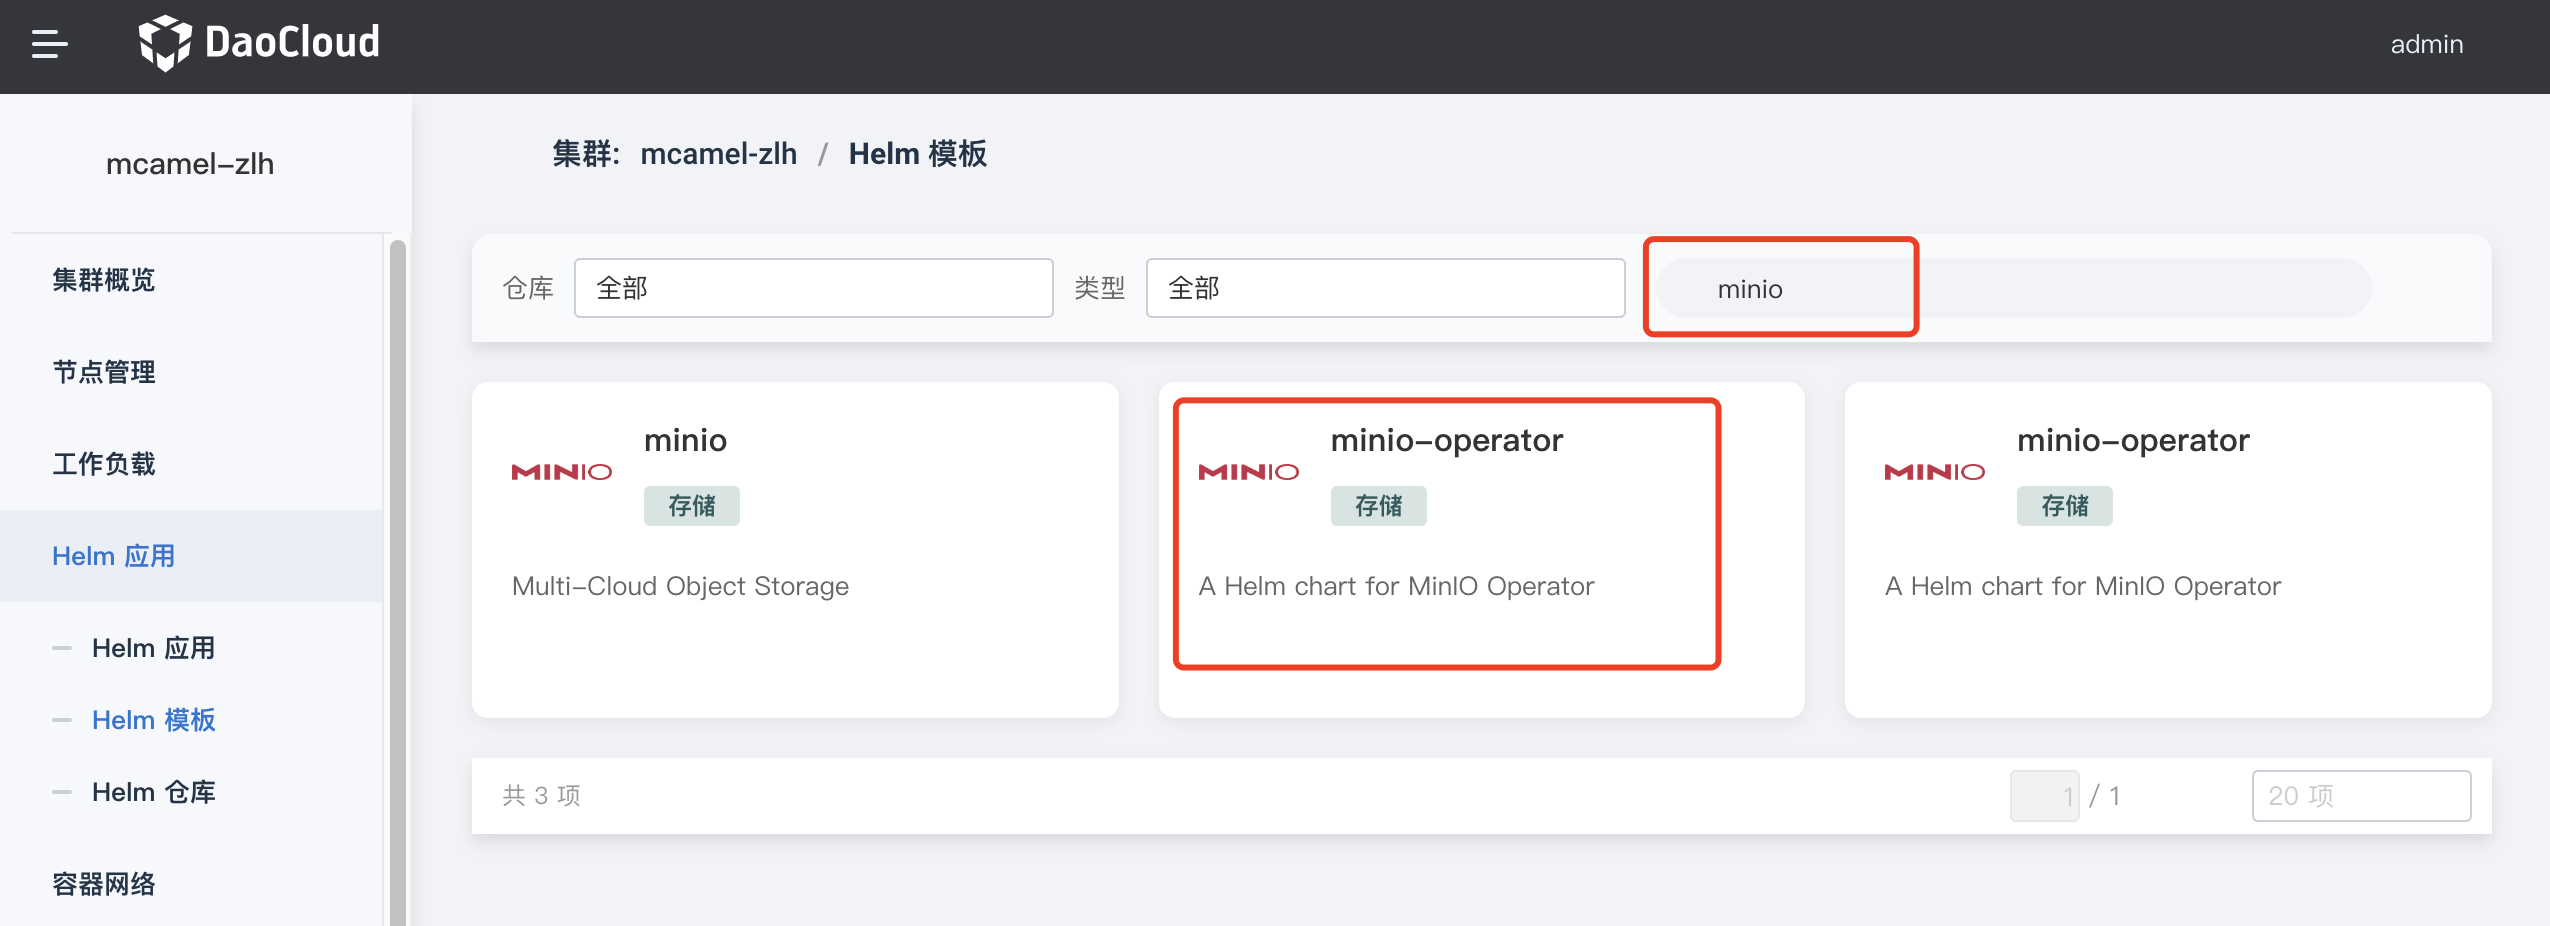 DaoCloud
admin
mcamel-zlh
集群概览
节点管理
工作负载
Helm 应用
Helm 应用
Helm 模板
Helm 仓库
容器网络
集群: mcamel-zlh / Helm 模板
仓库 全部 类型 全部 minio
MINIO
minio
存储
Multi-Cloud Object Storage
MINIO
minio-operator
存储
A Helm chart for MinIO Operator
MINIO
minio-operator
存储
A Helm chart for MinIO Operator
共 3 项 1 / 1 20 项